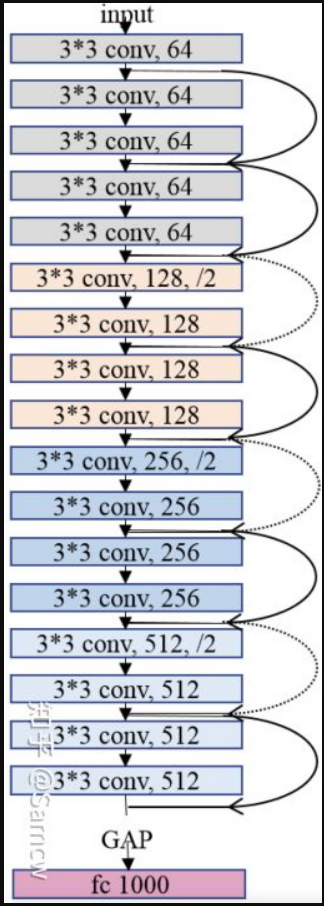 input
3*3 conv, 64
3*3 conv, 64
3*3 conv, 64
3*3 conv, 64
3*3 conv, 64
3*3 conv, 128, /2
3*3 conv, 128
3*3 conv, 128
3*3 conv, 128
3*3 conv, 256, /2
3*3 conv, 256
3*3 conv, 256
3*3 conv, 256
3*3 conv, 512, /2
3*3 conv, 512
3*3 conv, 512
3*3 conv, 512
GAP
fc 1000
知乎 @Sarricw